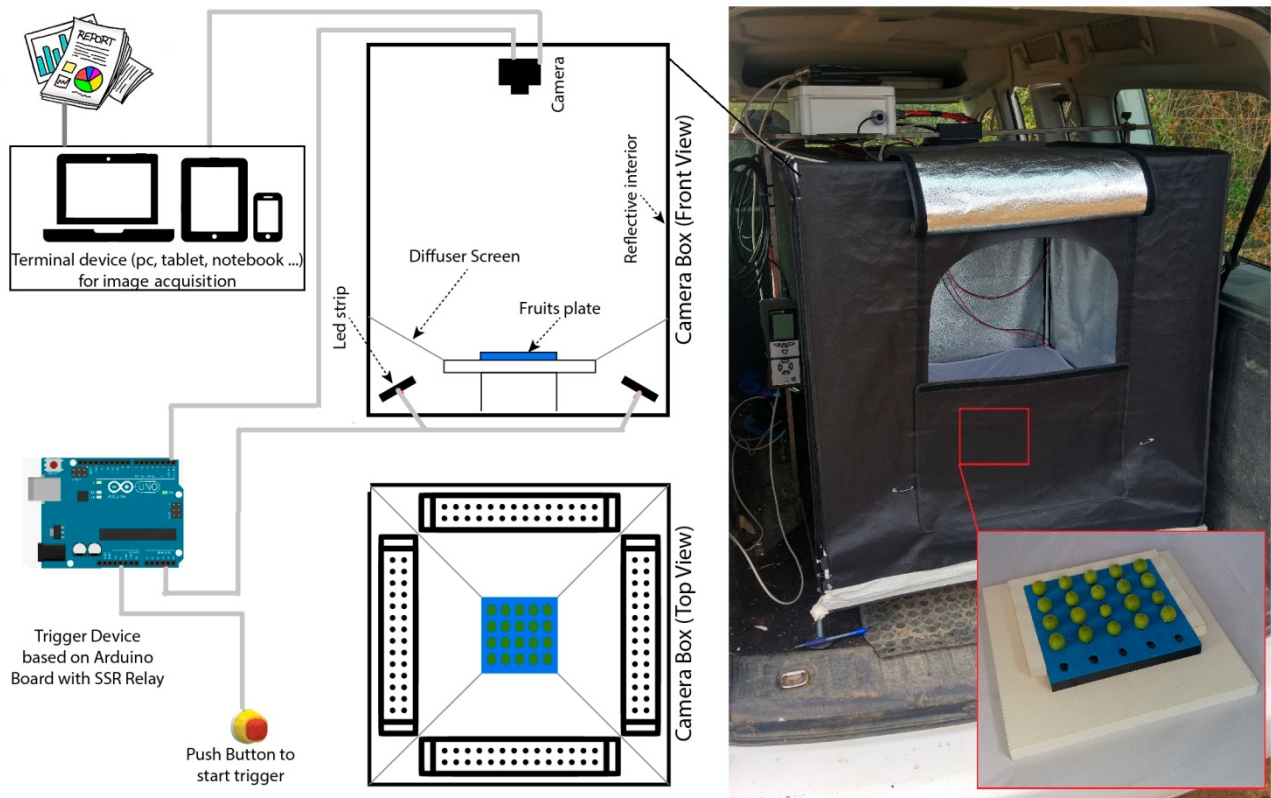 REPORT
Terminal device (pc, tablet, notebook ...)
for image acquisition
Camera
Reflective interior
Camera Box (Front View)
Diffuser Screen
Led strip
Fruits plate
UNO
Trigger Device
based on Arduino
Board with SSR Relay
Push Button to
start trigger
Camera Box (Top View)